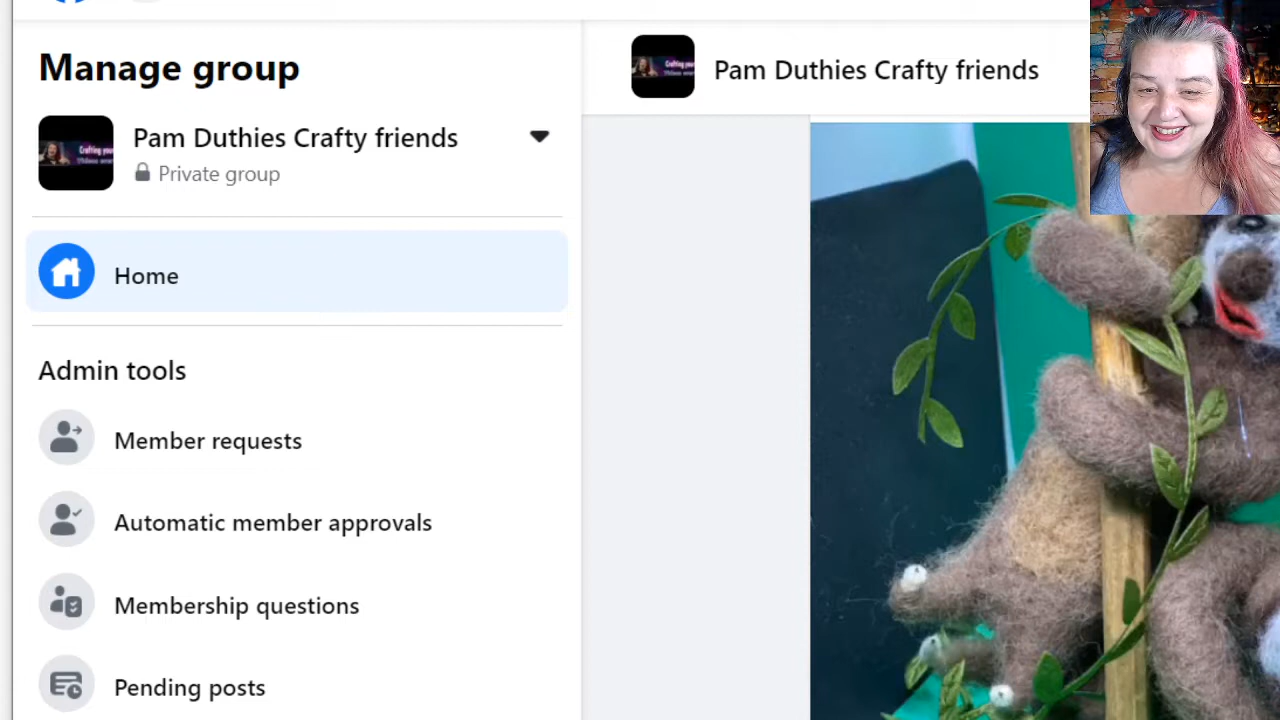 Manage group
Pam Duthies Crafty friends
Private group
Home
Admin tools
Member requests
Automatic member approvals
Membership questions
Pending posts
Pam Duthies Crafty friends